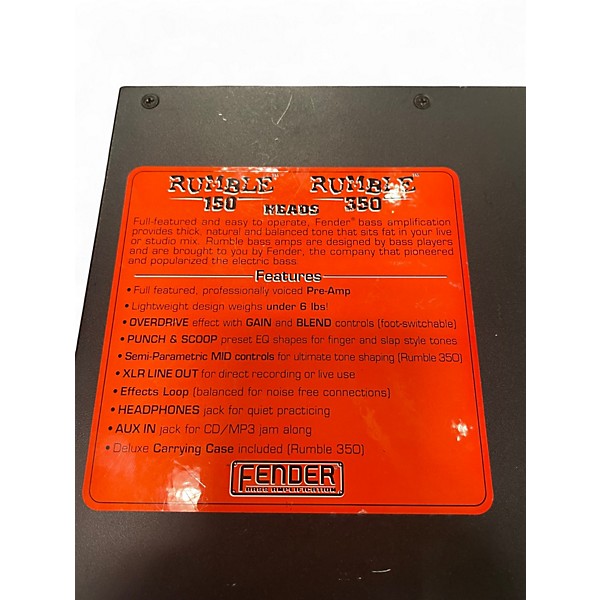 RUMBLE™ RUMBLE™
150 HEADS 350
Full-featured and easy to operate, Fender® bass amplification
provides thick, natural and balanced tone that sits fat in your live
or studio mix. Rumble bass amps are designed by bass players
and are brought to you by Fender, the company that pioneered
and popularized the electric bass.
Features
• Full featured, professionally voiced Pre-Amp
• Lightweight design weighs under 6 lbs!
• OVERDRIVE effect with GAIN and BLEND controls (foot-switchable)
• PUNCH & SCOOP preset EQ shapes for finger and slap style tones
• Semi-Parametric MID controls for ultimate tone shaping (Rumble 350)
• XLR LINE OUT for direct recording or live use
• Effects Loop (balanced for noise free connections)
• HEADPHONES jack for quiet practicing
• AUX IN jack for CD/MP3 jam along
• Deluxe Carrying Case included (Rumble 350)
FENDER
BASS AMPLIFICATION